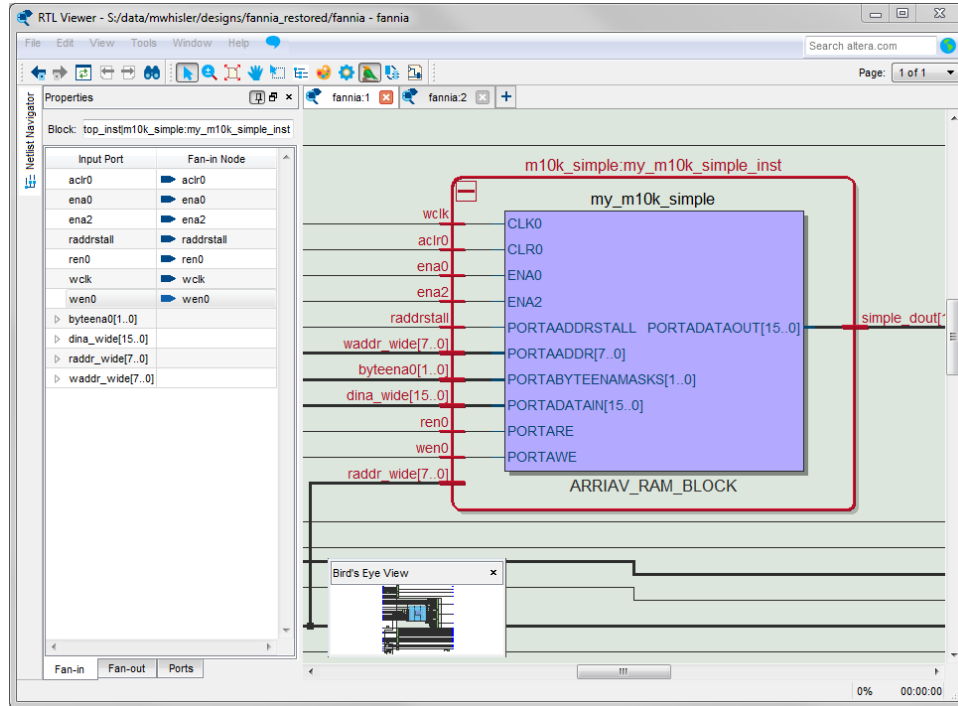 RTL Viewer - S:/data/mwhisler/designs/fannia_restored/fannia - fannia
File Edit View Tools Window Help
Search altera.com
Page: 1 of 1
Netlist Navigator
Properties
fannia:1
fannia:2
Block: top_inst|m10k_simple:my_m10k_simple_inst
Input Port Fan-in Node
aclr0 aclr0
ena0 ena0
ena2 ena2
raddrstall raddrstall
ren0 ren0
wclk wclk
wen0 wen0
byteena0[1..0]
dina_wide[15..0]
raddr_wide[7..0]
waddr_wide[7..0]
m10k_simple:my_m10k_simple_inst
my_m10k_simple
wclk CLK0
aclr0 CLR0
ena0 ENA0
ena2 ENA2
raddrstall PORTAADDRSTALL PORTADATAOUT[15..0] simple_dout[1
waddr_wide[7..0] PORTAADDR[7..0]
byteena0[1..0] PORTABYTEENAMASKS[1..0]
dina_wide[15..0] PORTADATAIN[15..0]
ren0 PORTARE
wen0 PORTAWE
raddr_wide[7..0]
ARRIAV_RAM_BLOCK
Bird's Eye View
Fan-in Fan-out Ports
0% 00:00:00